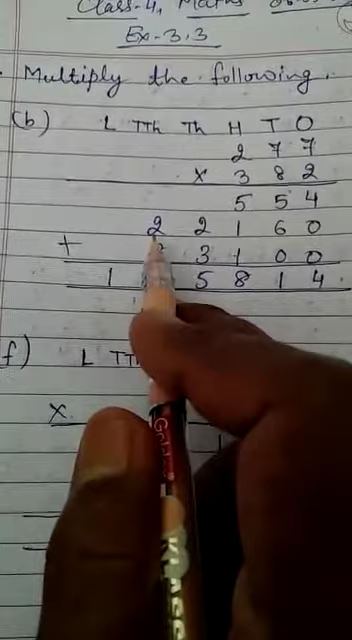 Class-4, Maths
Ex-3.3
Multiply the following.
(b) L TTh Th H T O
2 7 7
x 3 8 2
5 5 4
2 2 1 6 0
+ 3 1 0 0
1 5 8 1 4
f) L TTh
X